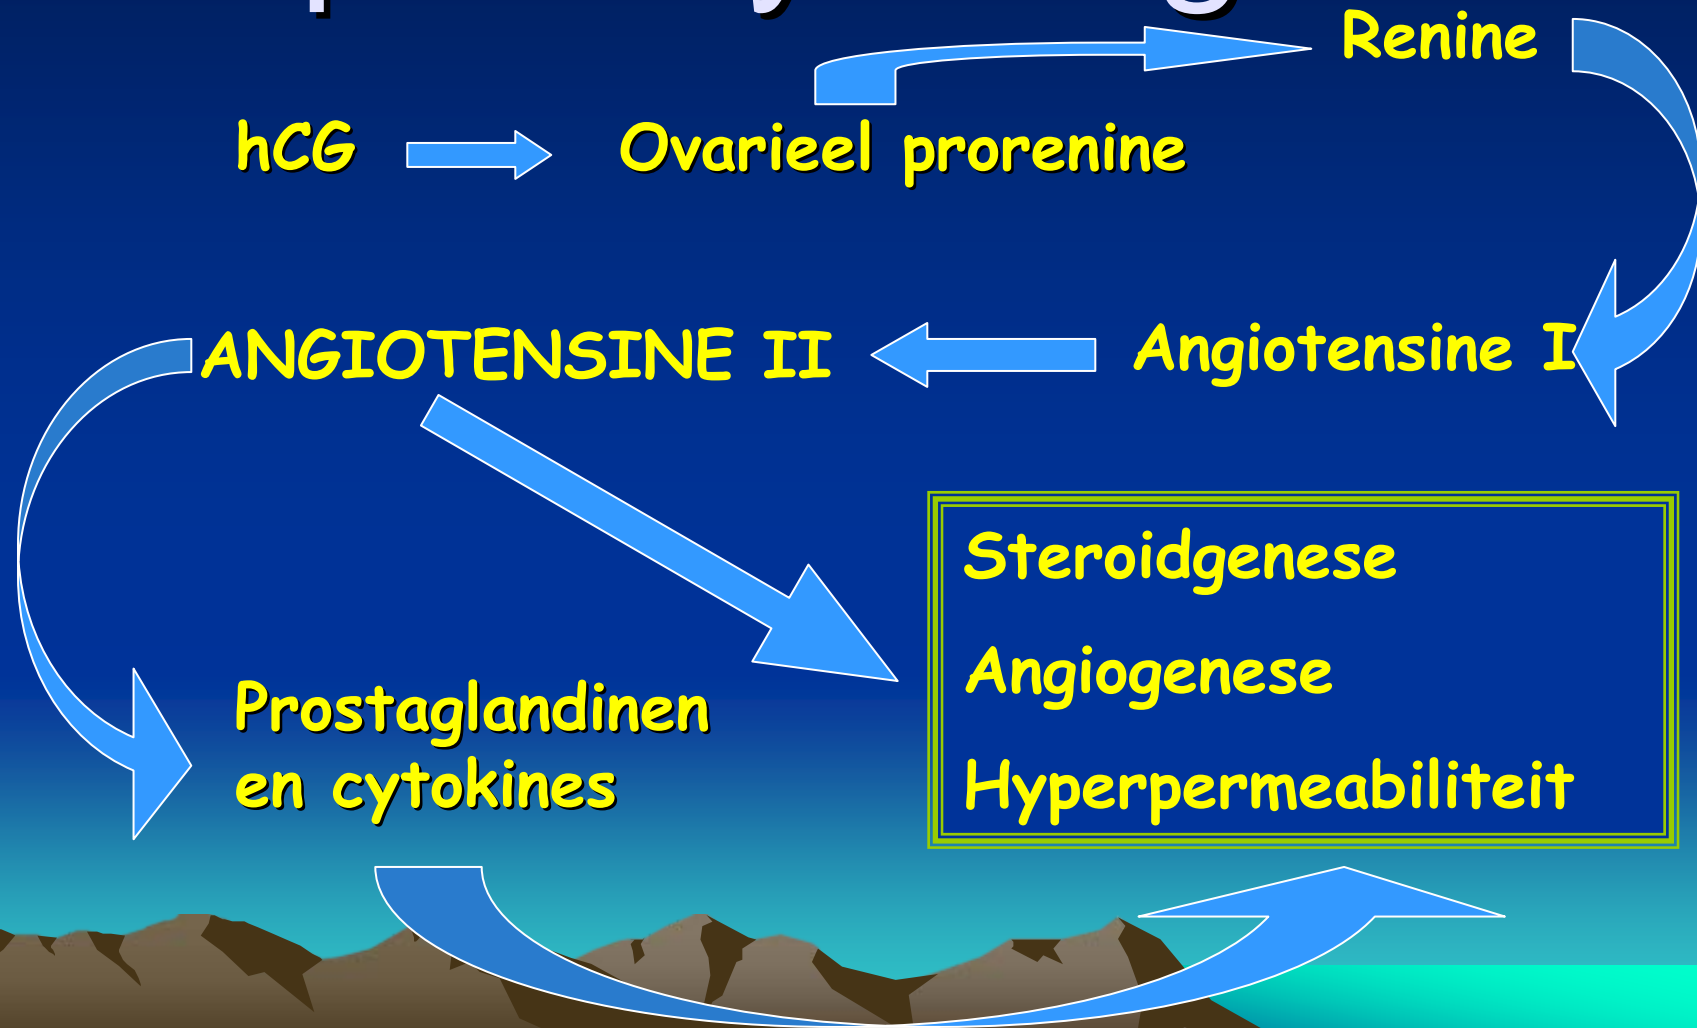 Renine
hCG
Ovarieel prorenine
ANGIOTENSINE II
Angiotensine I
Steroidgenese
Angiogenese
Hyperpermeabiliteit
Prostaglandinen
en cytokines